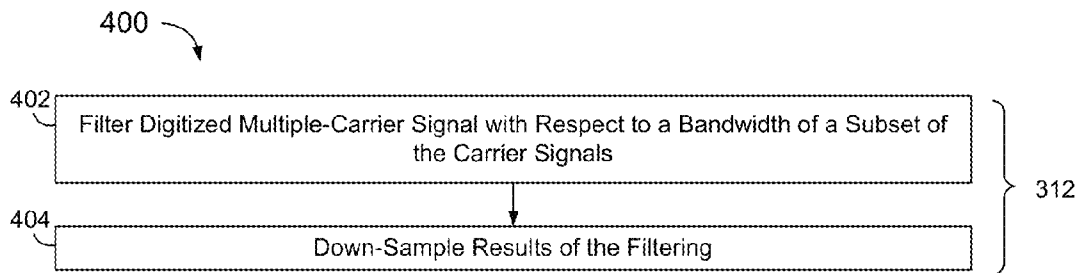 400
402
Filter Digitized Multiple-Carrier Signal with Respect to a Bandwidth of a Subset of
the Carrier Signals
312
404
Down-Sample Results of the Filtering